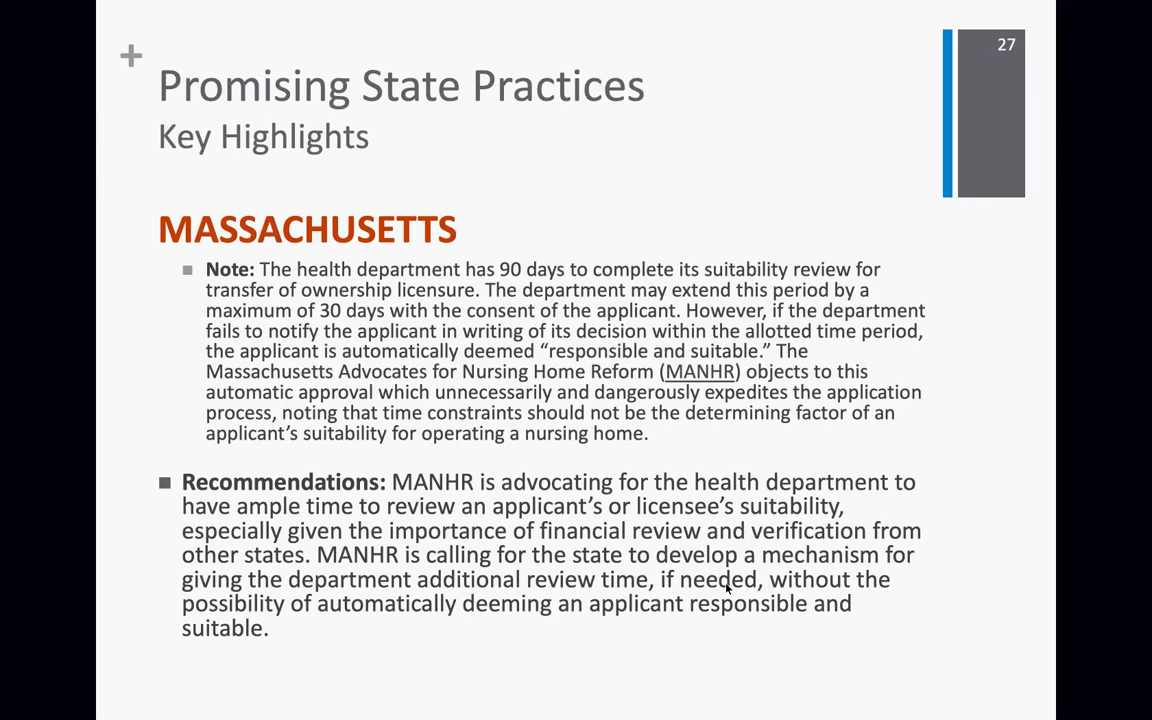 27
+
Promising State Practices
Key Highlights
MASSACHUSETTS
Note: The health department has 90 days to complete its suitability review for
transfer of ownership licensure. The department may extend this period by a
maximum of 30 days with the consent of the applicant. However, if the department
fails to notify the applicant in writing of its decision within the allotted time period,
the applicant is automatically deemed “responsible and suitable.” The
Massachusetts Advocates for Nursing Home Reform (MANHR) objects to this
automatic approval which unnecessarily and dangerously expedites the application
process, noting that time constraints should not be the determining factor of an
applicant’s suitability for operating a nursing home.
Recommendations: MANHR is advocating for the health department to
have ample time to review an applicant’s or licensee’s suitability,
especially given the importance of financial review and verification from
other states. MANHR is calling for the state to develop a mechanism for
giving the department additional review time, if needed, without the
possibility of automatically deeming an applicant responsible and
suitable.